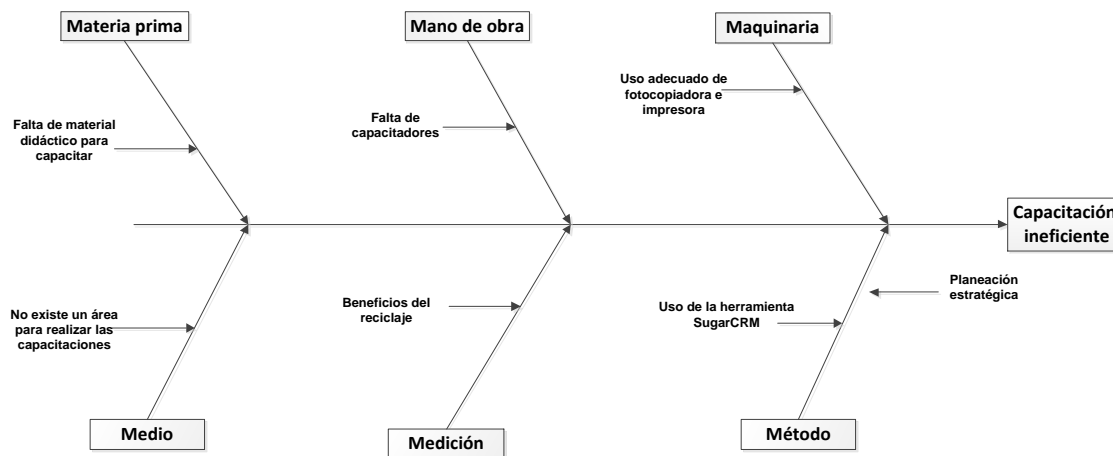 Materia prima
Mano de obra
Maquinaria
Uso adecuado de
fotocopiadora e
impresora
Falta de material
didáctico para
capacitar
Falta de
capacitadores
Capacitación
ineficiente
Planeación
estratégica
No existe un área
para realizar las
capacitaciones
Beneficios del
reciclaje
Uso de la herramienta
SugarCRM
Medio
Medición
Método